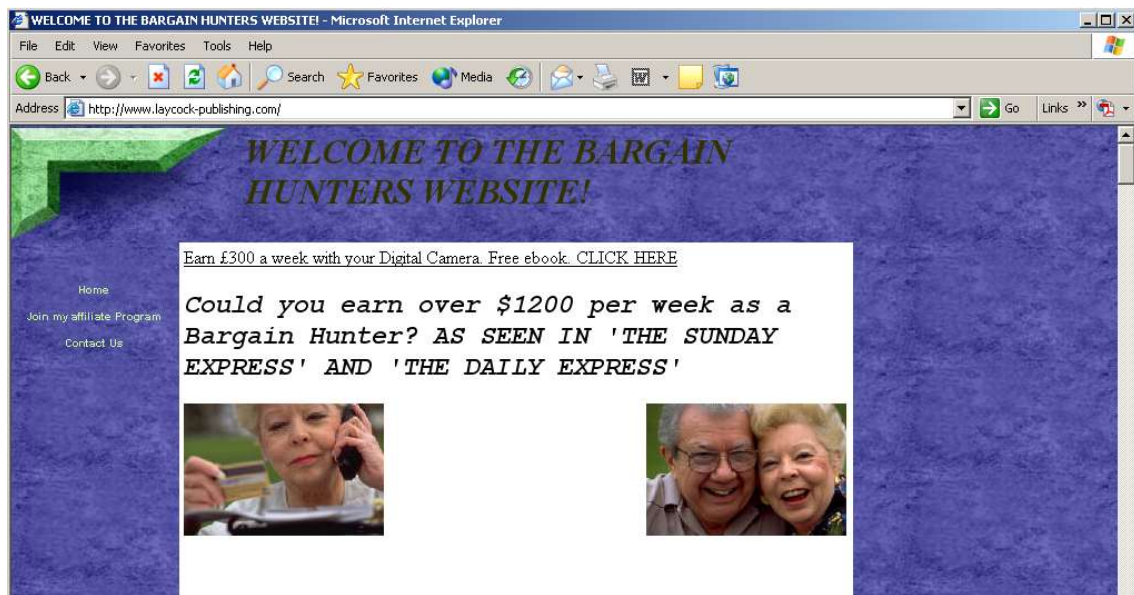 WELCOME TO THE BARGAIN HUNTERS WEBSITE! - Microsoft Internet Explorer
File Edit View Favorites Tools Help
Back Search Favorites Media
Address http://www.laycock-publishing.com/ Go Links »
WELCOME TO THE BARGAIN
HUNTERS WEBSITE!
Earn £300 a week with your Digital Camera. Free ebook. CLICK HERE
Home
Join my affiliate Program
Contact Us
Could you earn over $1200 per week as a
Bargain Hunter? AS SEEN IN 'THE SUNDAY
EXPRESS' AND 'THE DAILY EXPRESS'